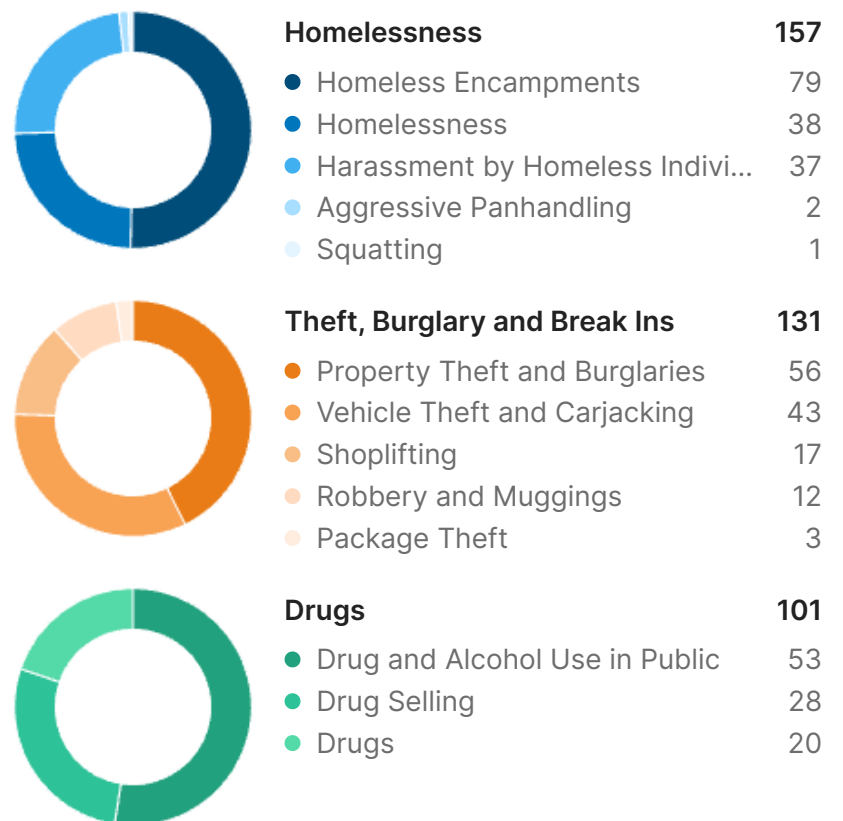 Homelessness 157
Homeless Encampments 79
Homelessness 38
Harassment by Homeless Indivi... 37
Aggressive Panhandling 2
Squatting 1
Theft, Burglary and Break Ins 131
Property Theft and Burglaries 56
Vehicle Theft and Carjacking 43
Shoplifting 17
Robbery and Muggings 12
Package Theft 3
Drugs 101
Drug and Alcohol Use in Public 53
Drug Selling 28
Drugs 20